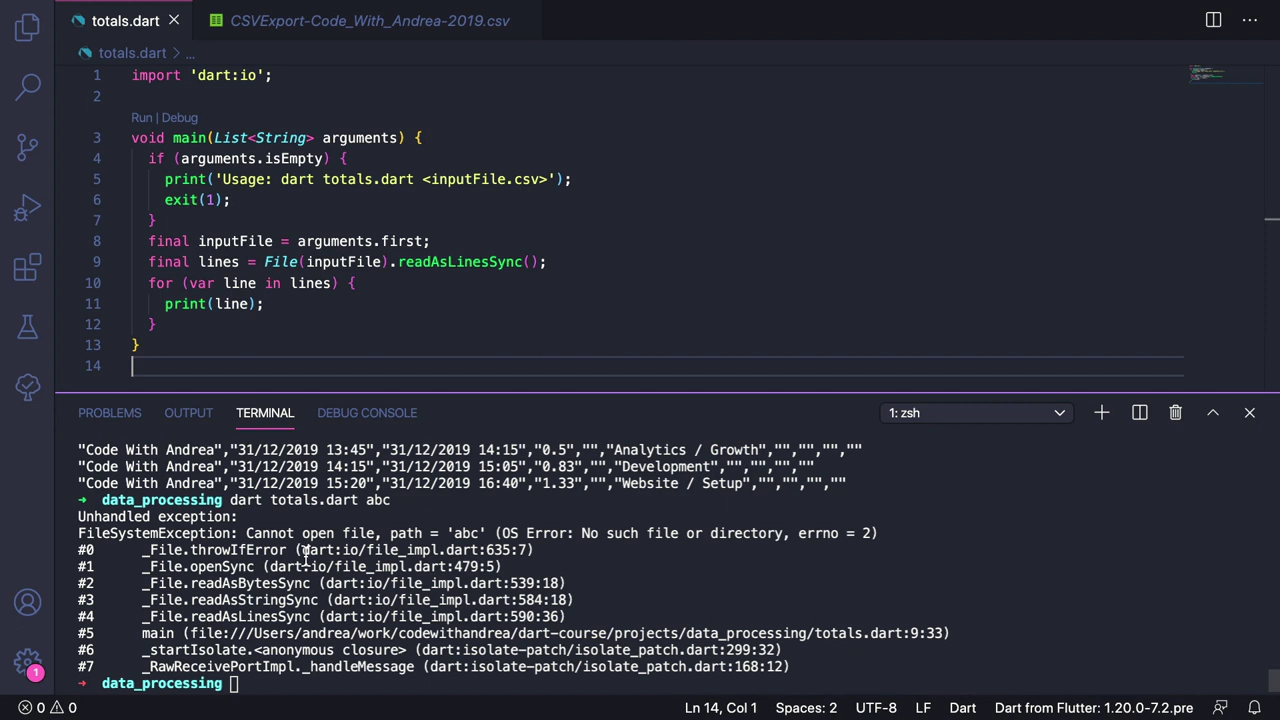 totals.dart
CSVExport-Code_With_Andrea-2019.csv
totals.dart > ...
1 import 'dart:io';
2
Run | Debug
3 void main(List<String> arguments) {
4 if (arguments.isEmpty) {
5 print('Usage: dart totals.dart <inputFile.csv>');
6 exit(1);
7 }
8 final inputFile = arguments.first;
9 final lines = File(inputFile).readAsLinesSync();
10 for (var line in lines) {
11 print(line);
12 }
13 }
14
PROBLEMS OUTPUT TERMINAL DEBUG CONSOLE 1: zsh
"Code With Andrea","31/12/2019 13:45","31/12/2019 14:15","0.5","","Analytics / Growth","","","",""
"Code With Andrea","31/12/2019 14:15","31/12/2019 15:05","0.83","","Development","","","",""
"Code With Andrea","31/12/2019 15:20","31/12/2019 16:40","1.33","","Website / Setup","","","",""
➜ data_processing dart totals.dart abc
Unhandled exception:
FileSystemException: Cannot open file, path = 'abc' (OS Error: No such file or directory, errno = 2)
#0 _File.throwIfError (dart:io/file_impl.dart:635:7)
#1 _File.openSync (dart:io/file_impl.dart:479:5)
#2 _File.readAsBytesSync (dart:io/file_impl.dart:539:18)
#3 _File.readAsStringSync (dart:io/file_impl.dart:584:18)
#4 _File.readAsLinesSync (dart:io/file_impl.dart:590:36)
#5 main (file:///Users/andrea/work/codewithandrea/dart-course/projects/data_processing/totals.dart:9:33)
#6 _startIsolate.<anonymous closure> (dart:isolate-patch/isolate_patch.dart:299:32)
#7 _RawReceivePortImpl._handleMessage (dart:isolate-patch/isolate_patch.dart:168:12)
➜ data_processing
1
0 0 Ln 14, Col 1 Spaces: 2 UTF-8 LF Dart Dart from Flutter: 1.20.0-7.2.pre